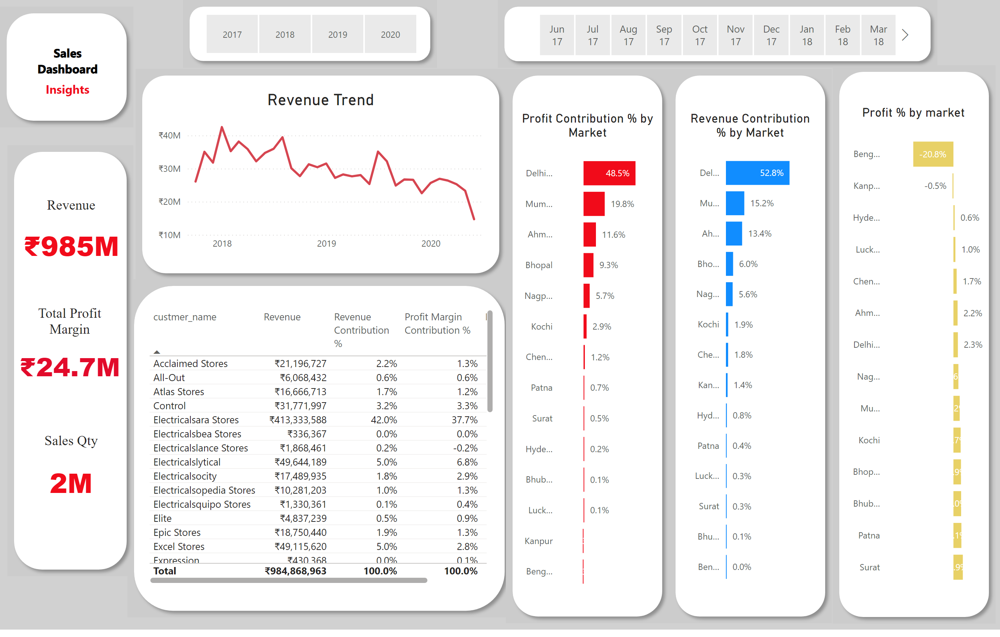 Sales
Dashboard
Insights
2017 2018 2019 2020
Jun 17 Jul 17 Aug 17 Sep 17 Oct 17 Nov 17 Dec 17 Jan 18 Feb 18 Mar 18
Revenue
₹985M
Total Profit
Margin
₹24.7M
Sales Qty
2M
Revenue Trend
₹40M
₹30M
₹20M
₹10M
2018 2019 2020
custmer_name Revenue Revenue Contribution % Profit Margin Contribution %
Acclaimed Stores ₹21,196,727 2.2% 1.3%
All-Out ₹6,068,432 0.6% 0.6%
Atlas Stores ₹16,666,713 1.7% 1.2%
Control ₹31,771,997 3.2% 3.3%
Electricalsara Stores ₹413,333,588 42.0% 37.7%
Electricalsbea Stores ₹336,367 0.0% 0.0%
Electricalslance Stores ₹1,868,461 0.2% -0.2%
Electricalslytical ₹49,644,189 5.0% 6.8%
Electricalsocity ₹17,489,935 1.8% 2.9%
Electricalsopedia Stores ₹10,281,203 1.0% 1.3%
Electricalsquipo Stores ₹1,330,361 0.1% 0.4%
Elite ₹4,837,239 0.5% 0.9%
Epic Stores ₹18,750,440 1.9% 1.3%
Excel Stores ₹49,115,620 5.0% 2.8%
Expression ₹430,368 0.0% 0.1%
Total ₹984,868,963 100.0% 100.0%
Profit Contribution % by
Market
Delhi... 48.5%
Mum... 19.8%
Ahm... 11.6%
Bhopal 9.3%
Nagp... 5.7%
Kochi 2.9%
Chen... 1.2%
Patna 0.7%
Surat 0.5%
Hyde... 0.2%
Bhub... 0.1%
Luck... 0.1%
Kanpur
Beng...
Revenue Contribution
% by Market
Del... 52.8%
Mu... 15.2%
Ah... 13.4%
Bho... 6.0%
Nag... 5.6%
Kochi 1.9%
Che... 1.8%
Kan... 1.4%
Hyd... 0.8%
Patna 0.4%
Luck... 0.3%
Surat 0.3%
Bhu... 0.1%
Ben... 0.0%
Profit % by market
Beng... -20.8%
Kanp... -0.5%
Hyde... 0.6%
Luck... 1.0%
Chen... 1.7%
Ahm... 2.2%
Delhi... 2.3%
Nag...
Mu...
Kochi
Bhop...
Bhub...
Patna
Surat